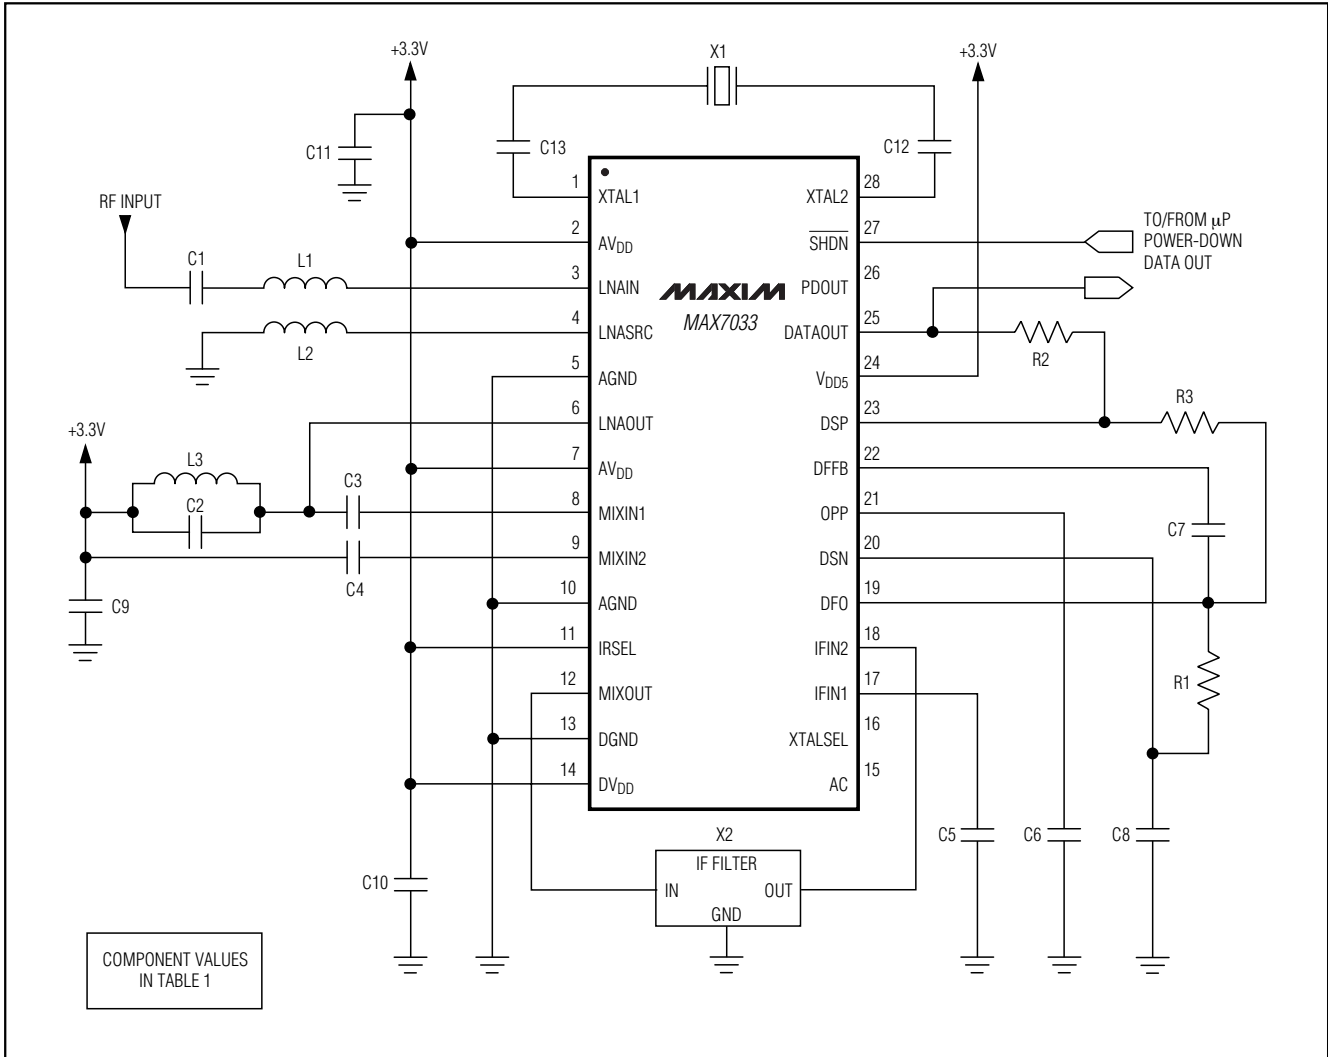 +3.3V
X1
+3.3V
C11
C13
C12
RF INPUT
C1
L1
L2
+3.3V
L3
C2
C3
C4
C9
C10
1
2
3
4
5
6
7
8
9
10
11
12
13
14
XTAL1
AVDD
LNAIN
LNASRC
AGND
LNAOUT
AVDD
MIXIN1
MIXIN2
AGND
IRSEL
MIXOUT
DGND
DVDD
MAXIM
MAX7033
XTAL2
SHDN
PDOUT
DATAOUT
VDD5
DSP
DFFB
OPP
DSN
DFO
IFIN2
IFIN1
XTALSEL
AC
28
27
26
25
24
23
22
21
20
19
18
17
16
15
TO/FROM µP
POWER-DOWN
DATA OUT
R2
R3
C7
R1
C5
C6
C8
X2
IF FILTER
IN
OUT
GND
COMPONENT VALUES
IN TABLE 1